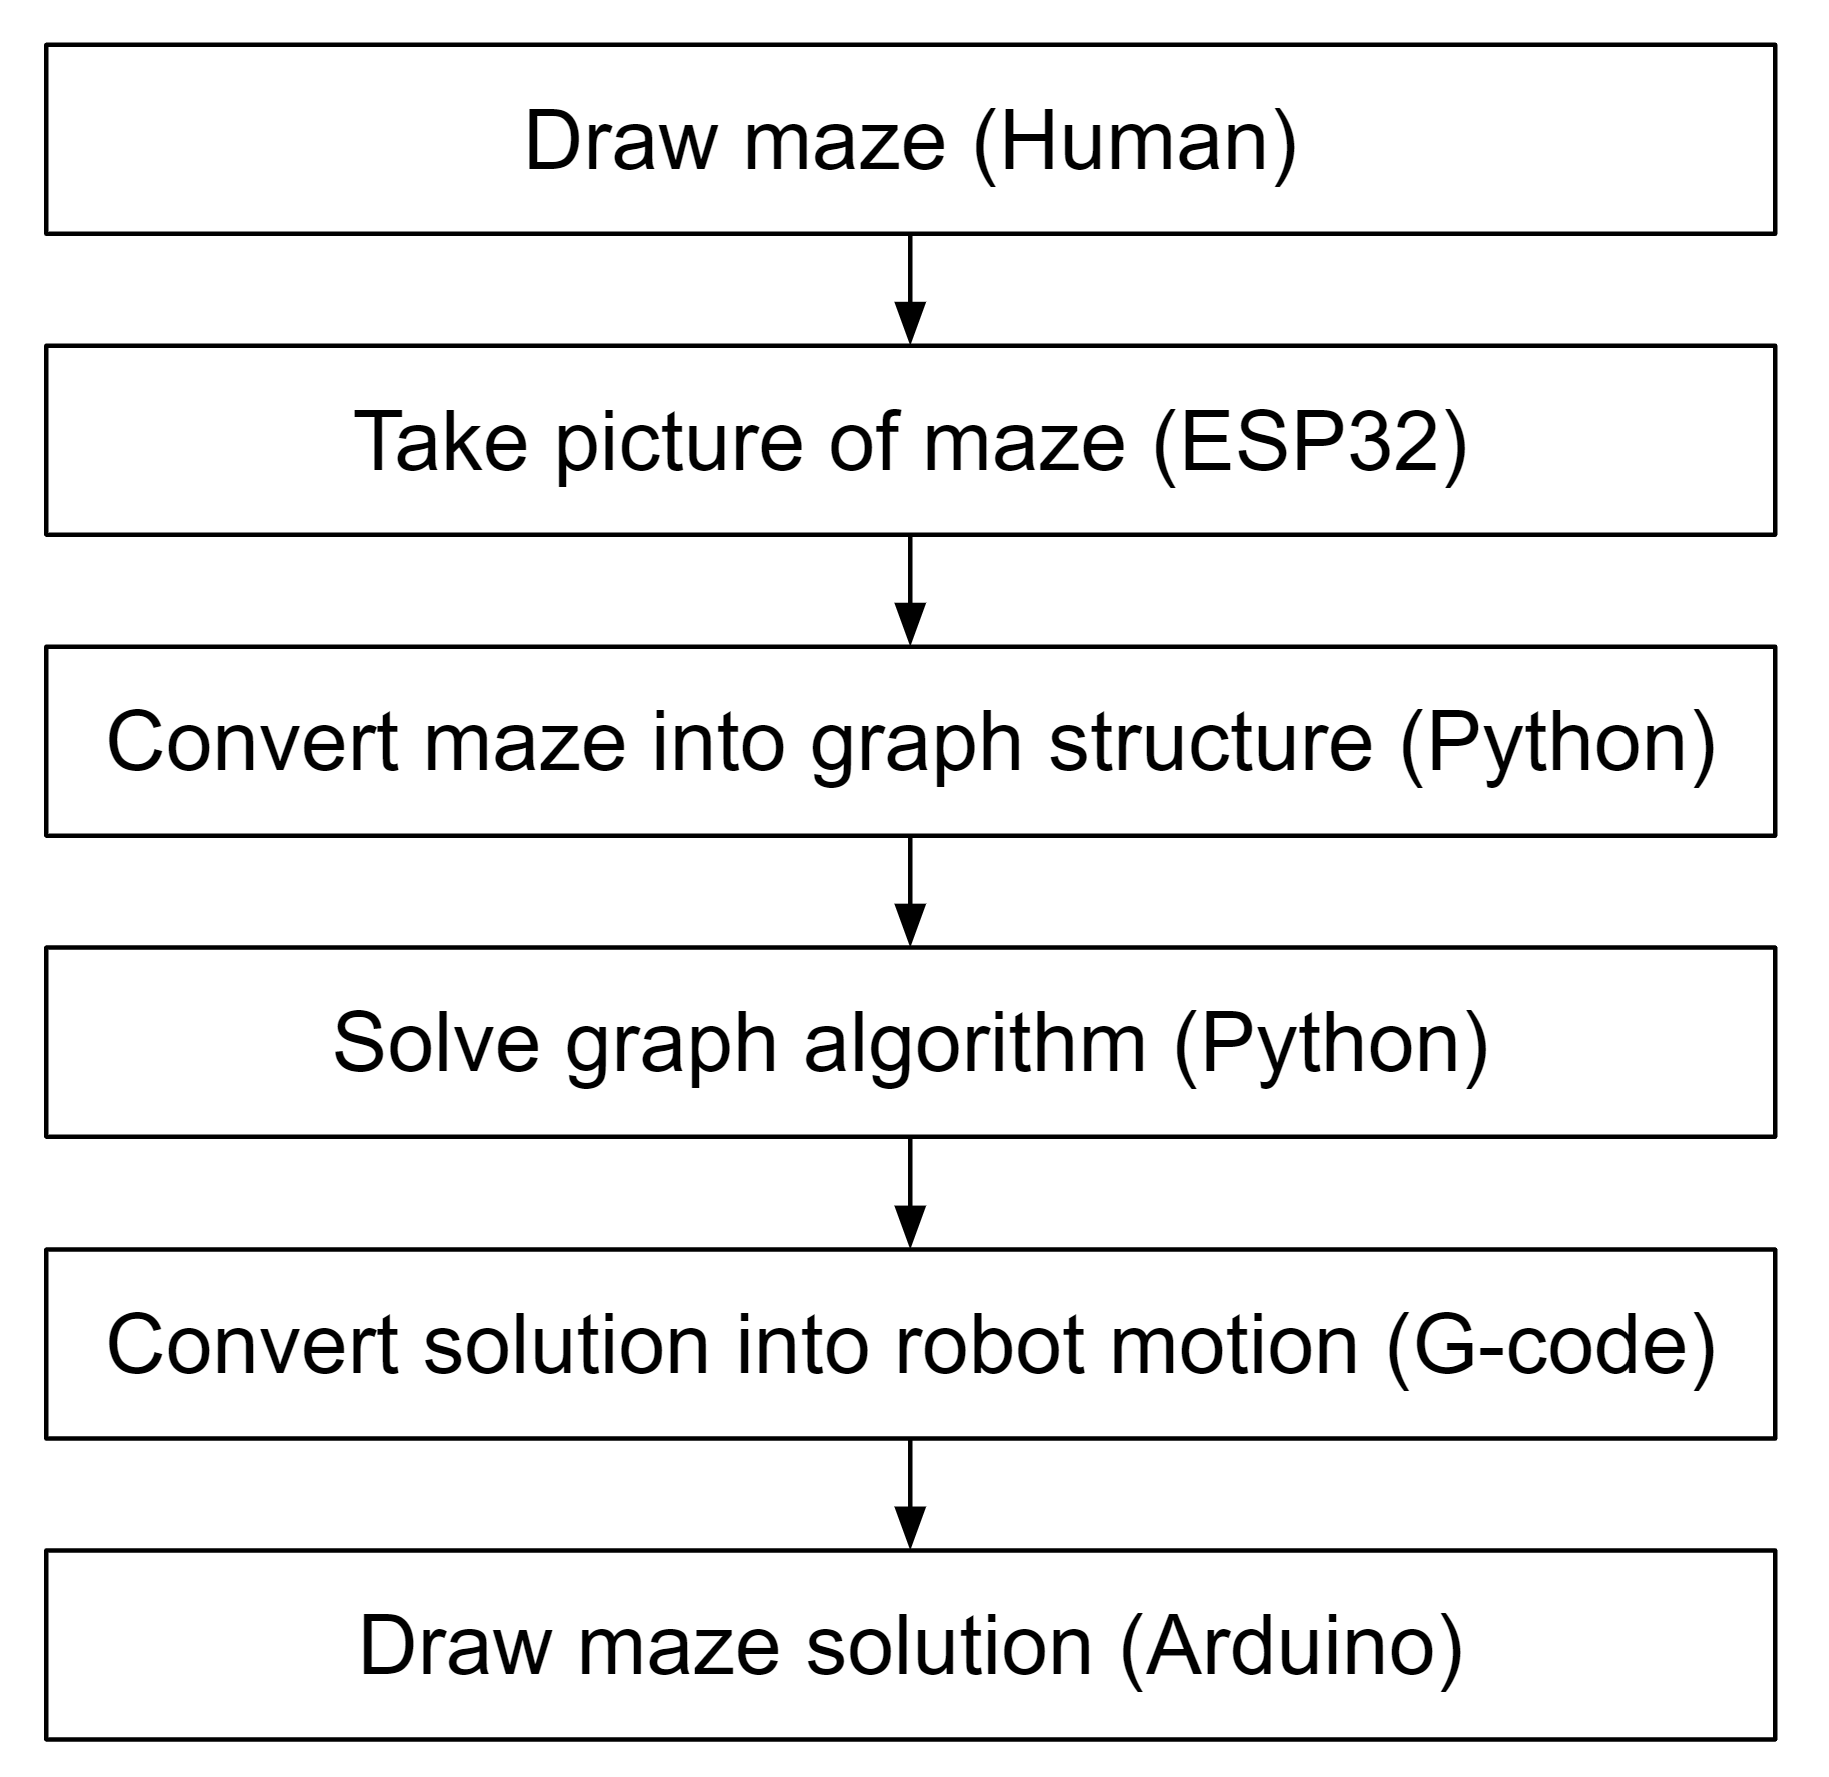 Draw maze (Human)
Take picture of maze (ESP32)
Convert maze into graph structure (Python)
Solve graph algorithm (Python)
Convert solution into robot motion (G-code)
Draw maze solution (Arduino)